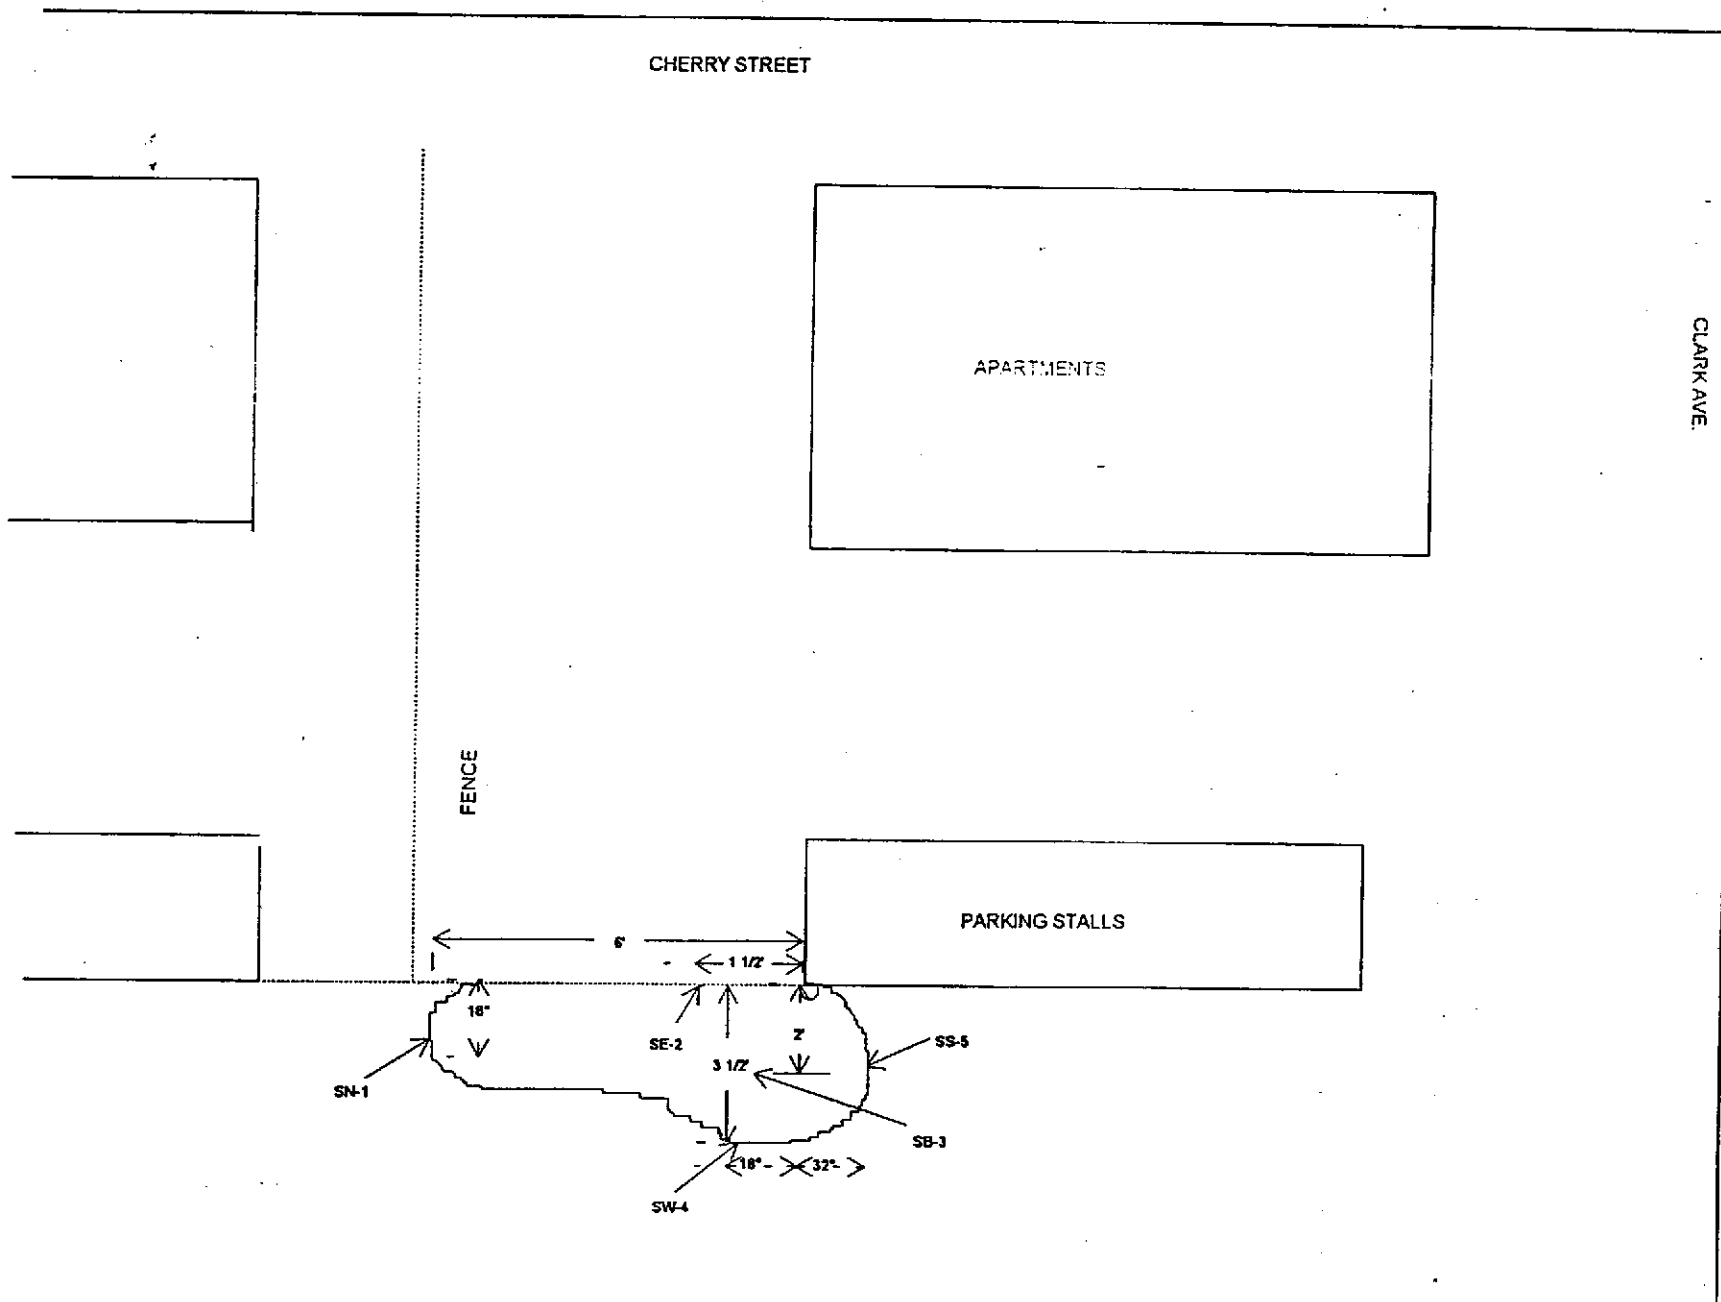 CHERRY STREET
APARTMENTS
CLARK AVE.
FENCE
PARKING STALLS
6'
1 1/2'
18"
SE-2
2'
SS-5
3 1/2'
SN-1
SB-3
18"
32"
SW-4